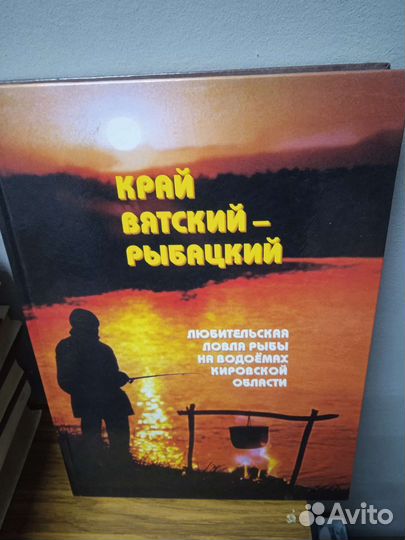 КРАЙ
ВЯТСКИЙ –
РЫБАЦКИЙ
ЛЮБИТЕЛЬСКАЯ
ЛОВЛЯ РЫБЫ
НА ВОДОЁМАХ
КИРОВСКОЙ
ОБЛАСТИ
Avito